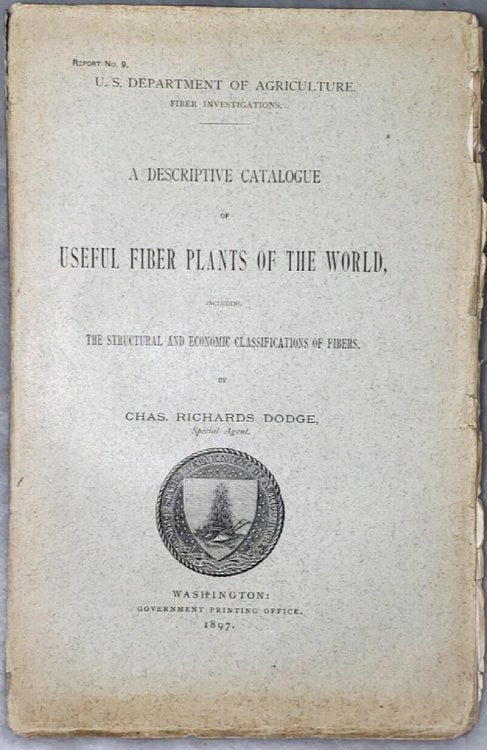 REPORT No. 9.
U. S. DEPARTMENT OF AGRICULTURE.
FIBER INVESTIGATIONS.
A DESCRIPTIVE CATALOGUE
OF
USEFUL FIBER PLANTS OF THE WORLD,
INCLUDING
THE STRUCTURAL AND ECONOMIC CLASSIFICATIONS OF FIBERS.
BY
CHAS. RICHARDS DODGE,
Special Agent.
WASHINGTON:
GOVERNMENT PRINTING OFFICE.
1897.